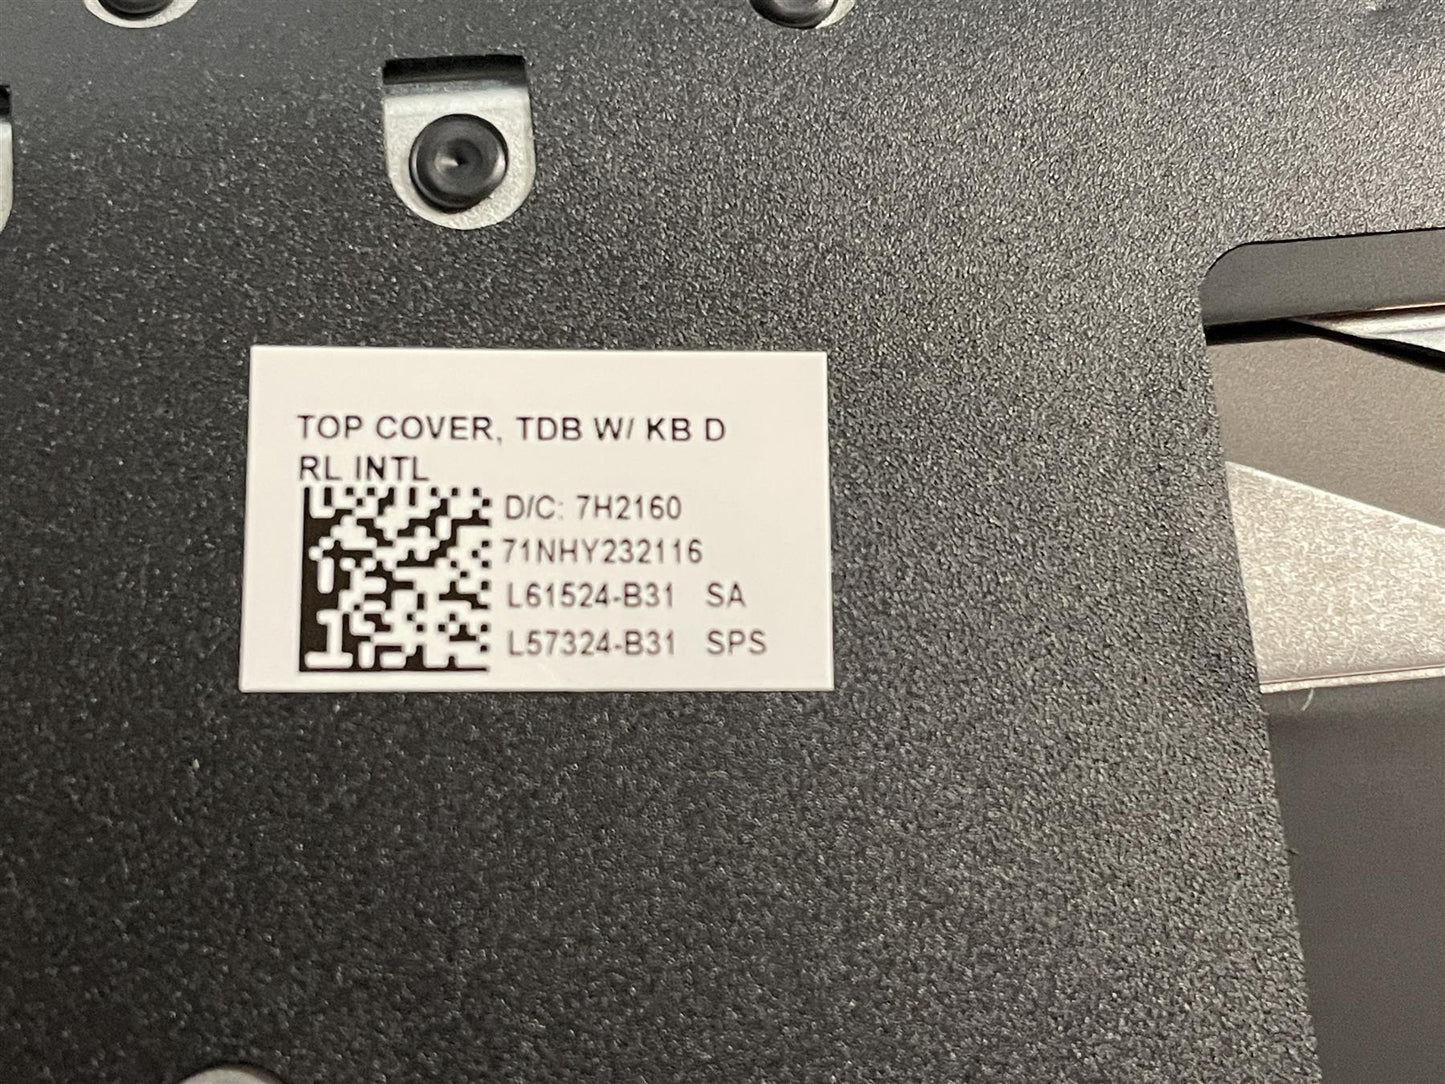 TOP COVER, TDB W/ KB D
RL INTL
D/C: 7H2160
71NHY232116
L61524-B31 SA
L57324-B31 SPS